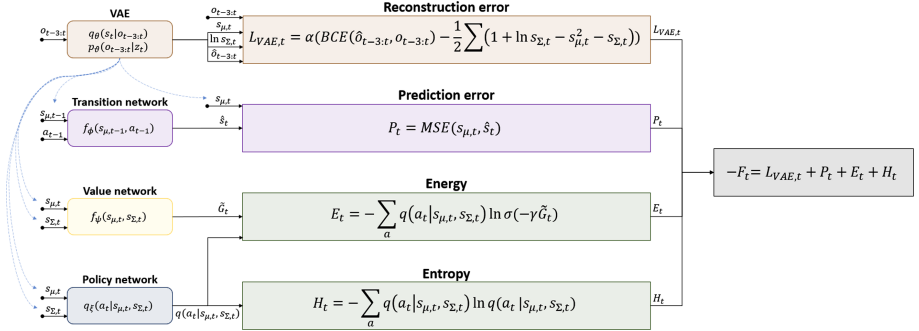 VAE
o_{t-3:t}
q_θ(s_t|o_{t-3:t})
p_θ(o_{t-3:t}|z_t)
o_{t-3:t}
s_{μ,t}
ln s_{Σ,t}
ô_{t-3:t}
Reconstruction error
L_{VAE,t} = α(BCE(ô_{t-3:t}, o_{t-3:t}) − 1/2 ∑(1 + ln s_{Σ,t} − s²_{μ,t} − s_{Σ,t}))
L_{VAE,t}
Transition network
s_{μ,t-1}
a_{t-1}
f_ϕ(s_{μ,t-1}, a_{t-1})
s_{μ,t}
ŝ_t
Prediction error
P_t = MSE(s_{μ,t}, ŝ_t)
P_t
−F_t = L_{VAE,t} + P_t + E_t + H_t
Value network
s_{μ,t}
s_{Σ,t}
f_ψ(s_{μ,t}, s_{Σ,t})
G̃_t
Energy
E_t = − ∑_a q(a_t|s_{μ,t}, s_{Σ,t}) ln σ(−γG̃_t)
E_t
Policy network
s_{μ,t}
s_{Σ,t}
q_ξ(a_t|s_{μ,t}, s_{Σ,t})
q(a_t|s_{μ,t}, s_{Σ,t})
Entropy
H_t = − ∑_a q(a_t|s_{μ,t}, s_{Σ,t}) ln q(a_t|s_{μ,t}, s_{Σ,t})
H_t